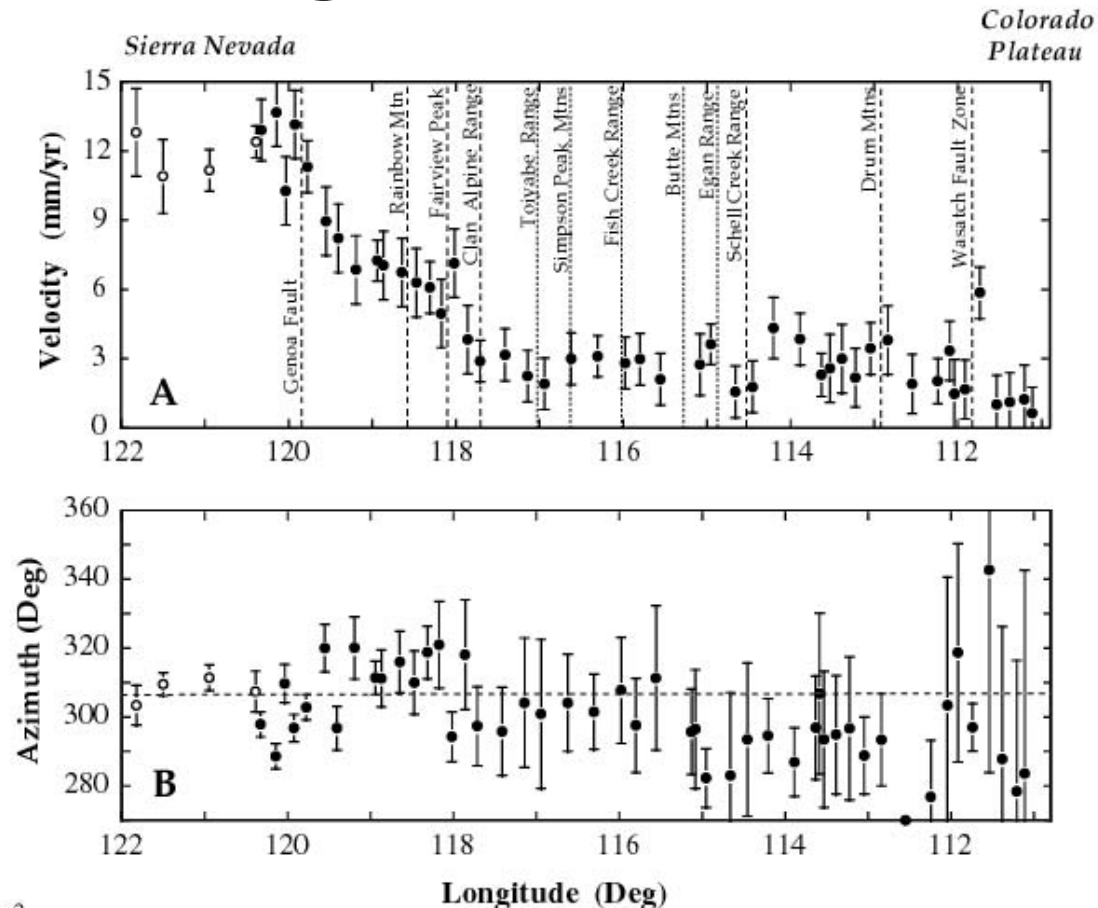 Sierra Nevada
Colorado
Plateau
15
12
9
6
3
0
Velocity (mm/yr)
A
Genoa Fault
Rainbow Mtn
Fairview Peak
Clan Alpine Range
Toiyabe Range
Simpson Peak Mtns
Fish Creek Range
Butte Mtns
Egan Range
Schell Creek Range
Drum Mtns
Wasatch Fault Zone
122 120 118 116 114 112
360
340
320
300
280
Azimuth (Deg)
B
122 120 118 116 114 112
Longitude (Deg)